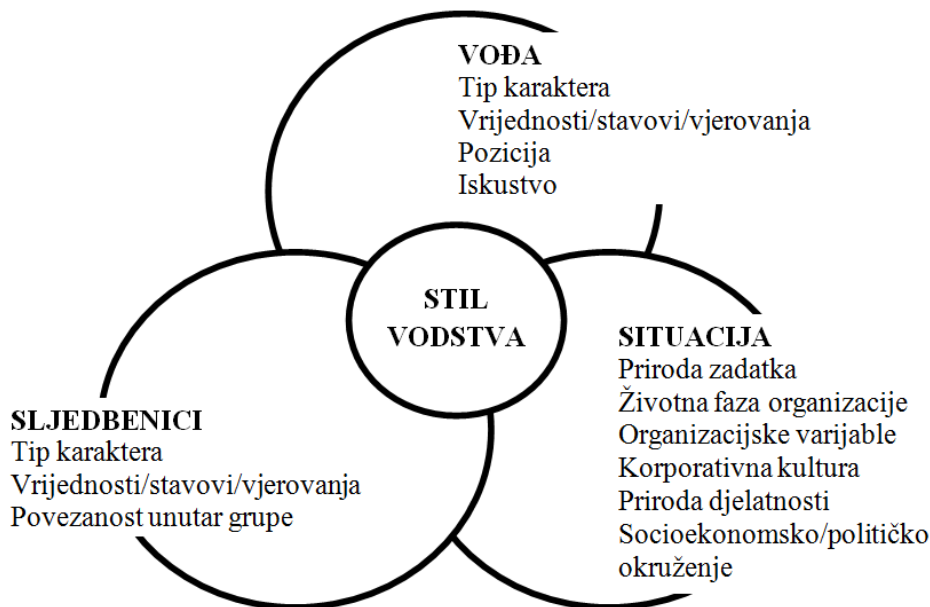 VOĐA
Tip karaktera
Vrijednosti/stavovi/vjerovanja
Pozicija
Iskustvo
STIL
VODSTVA
SITUACIJA
Priroda zadatka
Životna faza organizacije
Organizacijske varijable
Korporativna kultura
Priroda djelatnosti
Socioekonomsko/političko
okruženje
SLJEDBENICI
Tip karaktera
Vrijednosti/stavovi/vjerovanja
Povezanost unutar grupe